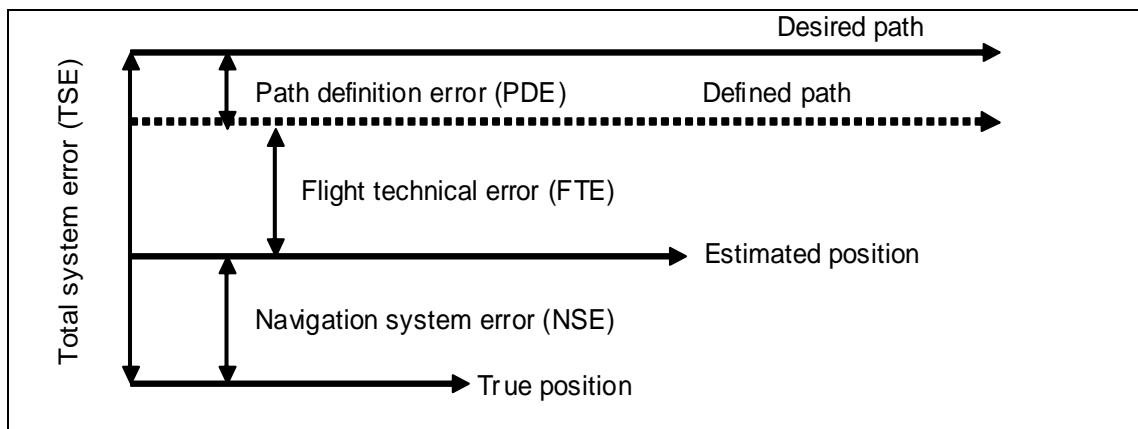 Desired path
Path definition error (PDE)
Defined path
Flight technical error (FTE)
Estimated position
Navigation system error (NSE)
True position
Total system error (TSE)